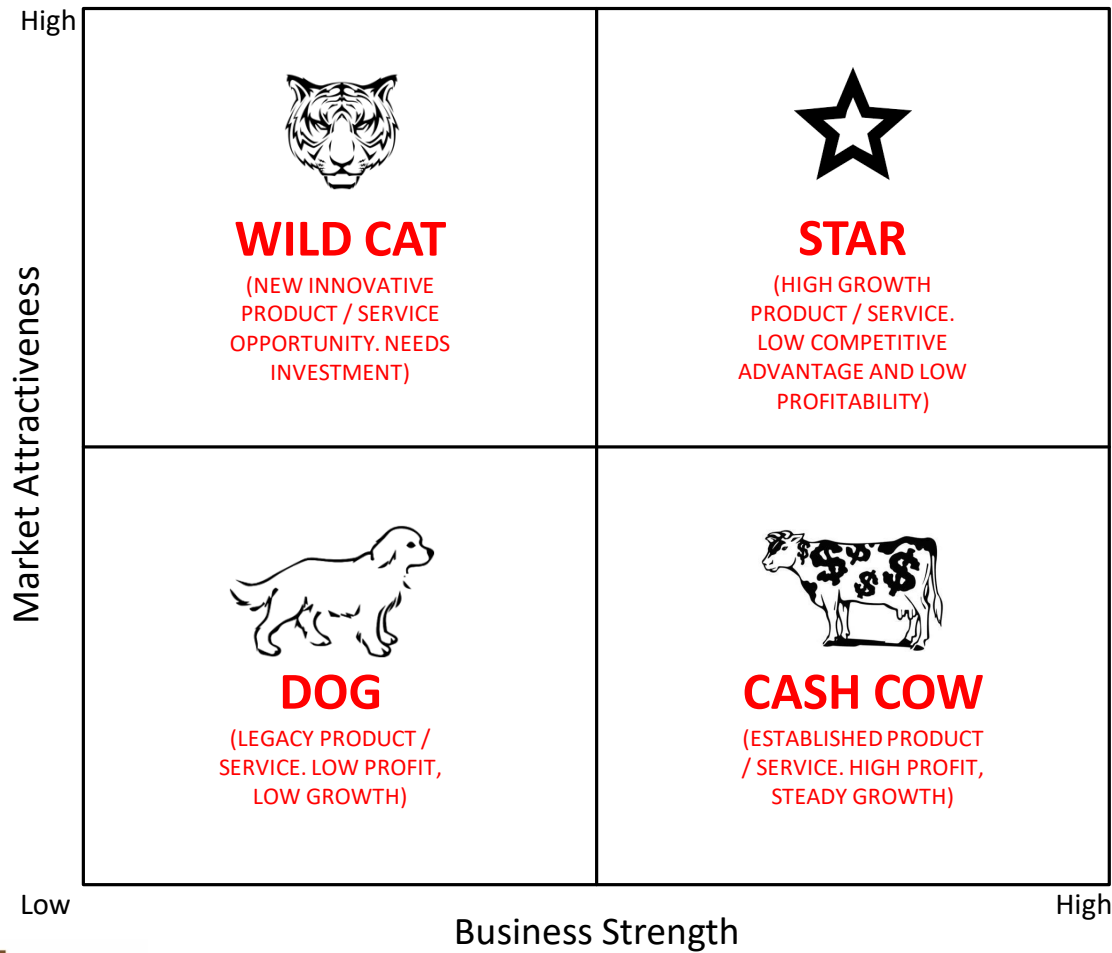 High
WILD CAT
(NEW INNOVATIVE
PRODUCT / SERVICE
OPPORTUNITY. NEEDS
INVESTMENT)
STAR
(HIGH GROWTH
PRODUCT / SERVICE.
LOW COMPETITIVE
ADVANTAGE AND LOW
PROFITABILITY)
Market Attractiveness
DOG
(LEGACY PRODUCT /
SERVICE. LOW PROFIT,
LOW GROWTH)
$ $ $ $ $ $
CASH COW
(ESTABLISHED PRODUCT
/ SERVICE. HIGH PROFIT,
STEADY GROWTH)
Low
High
Business Strength